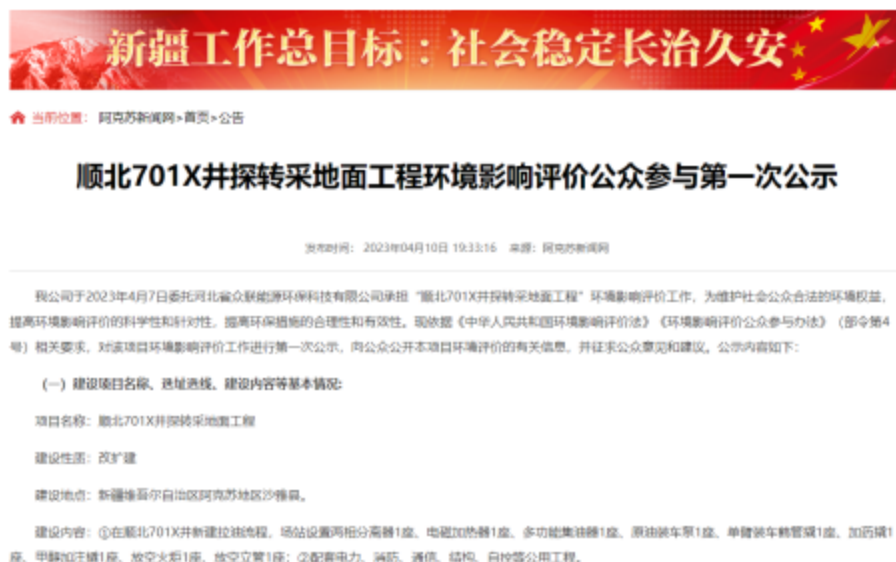 新疆工作总目标：社会稳定长治久安
当前位置： 阿克苏新闻网>首页>公告
顺北701X井探转采地面工程环境影响评价公众参与第一次公示
发布时间： 2023年04月10日 19:33:16 来源：阿克苏新闻网
我公司于2023年4月7日委托河北省众联能源环保科技有限公司承担“顺北701X井探转采地面工程”环境影响评价工作，为维护社会公众合法的环境权益，
提高环境影响评价的科学性和针对性，提高环保措施的合理性和有效性。现依据《中华人民共和国环境影响评价法》《环境影响评价公众参与办法》（部令第4
号）相关要求，对该项目环境影响评价工作进行第一次公示，向公众公开本项目环境评价的有关信息，并征求公众意见和建议。公示内容如下：
（一）建设项目名称、选址选线、建设内容等基本情况:
项目名称：顺北701X井探转采地面工程
建设性质：改扩建
建设地点：新疆维吾尔自治区阿克苏地区沙雅县。
建设内容：①在顺北701X井新建拉油流程，场站设置两相分离器1座、电磁加热器1座、多功能集油器1座、原油装车泵1座、单臂装车鹤管撬1座、加药撬1
座、甲醇加注撬1座、放空火炬1座、放空立管1座；②配套电力、消防、通信、结构、自控等公用工程。